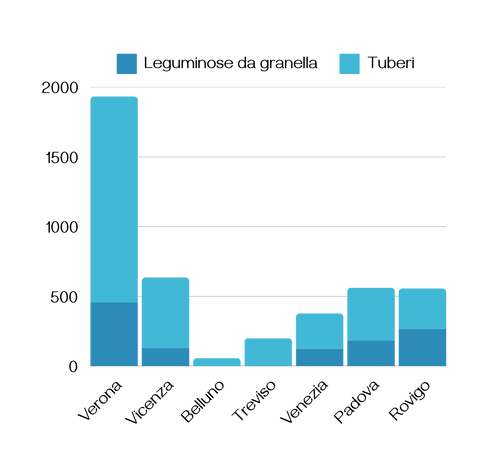 Leguminose da granella Tuberi
2000
1500
1000
500
0
Verona Vicenza Belluno Treviso Venezia Padova Rovigo